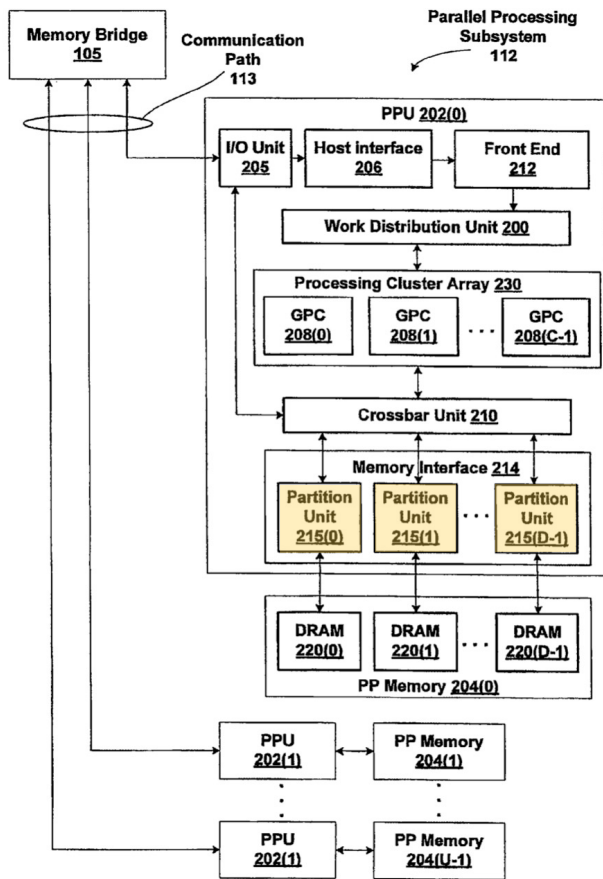 Memory Bridge
105
Communication
Path
113
Parallel Processing
Subsystem
112
PPU 202(0)
I/O Unit
205
Host interface
206
Front End
212
Work Distribution Unit 200
Processing Cluster Array 230
GPC
208(0)
GPC
208(1)
. . .
GPC
208(C-1)
Crossbar Unit 210
Memory Interface 214
Partition
Unit
215(0)
Partition
Unit
215(1)
. . .
Partition
Unit
215(D-1)
DRAM
220(0)
DRAM
220(1)
. . .
DRAM
220(D-1)
PP Memory 204(0)
PPU
202(1)
PP Memory
204(1)
PPU
202(1)
PP Memory
204(U-1)